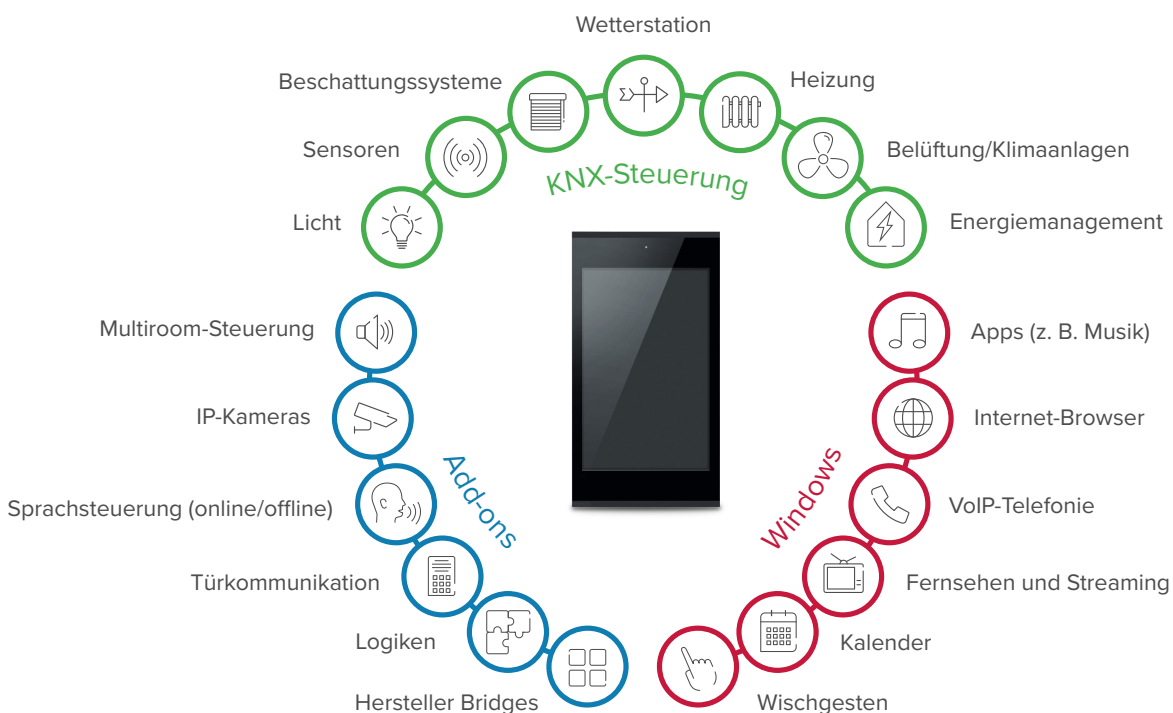 Wetterstation
Beschattungssysteme
Heizung
Sensoren
Belüftung/Klimaanlagen
KNX-Steuerung
Licht
Energiemanagement
Multiroom-Steuerung
Apps (z. B. Musik)
IP-Kameras
Internet-Browser
Add-ons
Windows
Sprachsteuerung (online/offline)
VoIP-Telefonie
Türkommunikation
Fernsehen und Streaming
Logiken
Kalender
Hersteller Bridges
Wischgesten